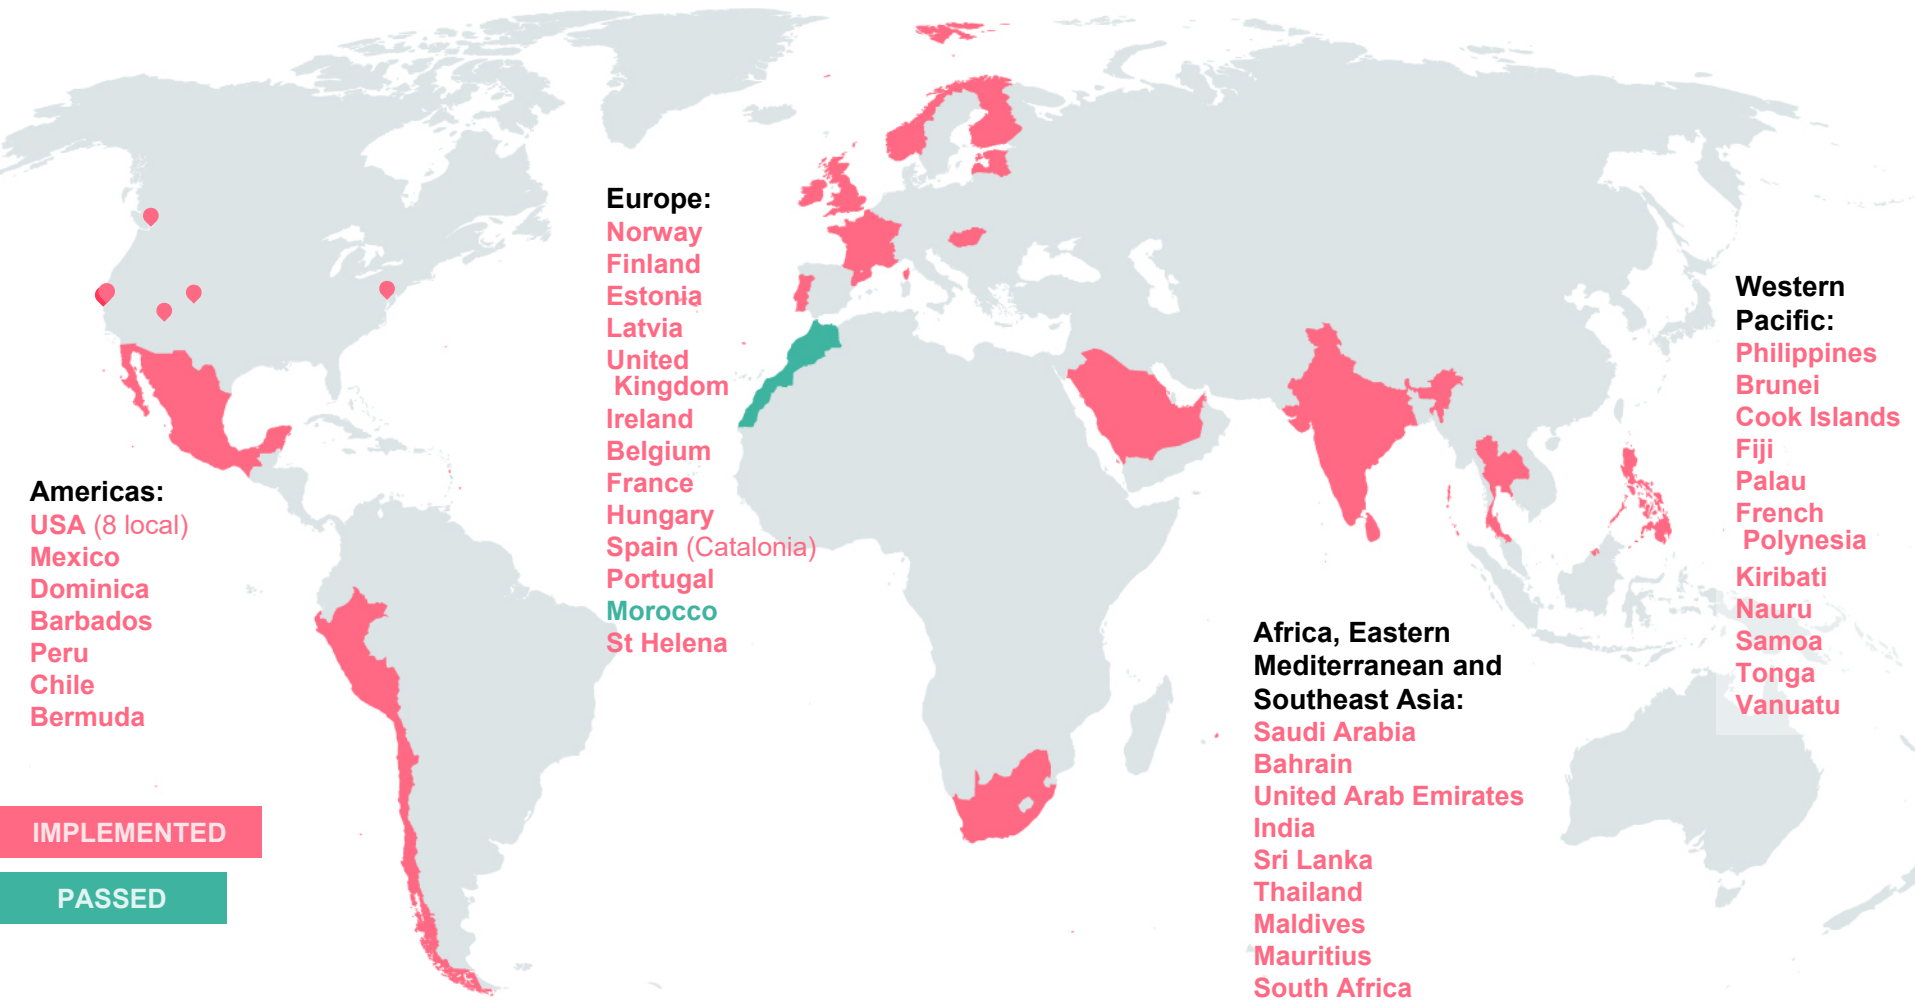 Europe:
Norway
Finland
Estonia
Latvia
United
Kingdom
Ireland
Belgium
France
Hungary
Spain (Catalonia)
Portugal
Morocco
St Helena
Western
Pacific:
Philippines
Brunei
Cook Islands
Fiji
Palau
French
Polynesia
Kiribati
Nauru
Samoa
Tonga
Vanuatu
Americas:
USA (8 local)
Mexico
Dominica
Barbados
Peru
Chile
Bermuda
Africa, Eastern
Mediterranean and
Southeast Asia:
Saudi Arabia
Bahrain
United Arab Emirates
India
Sri Lanka
Thailand
Maldives
Mauritius
South Africa
IMPLEMENTED
PASSED